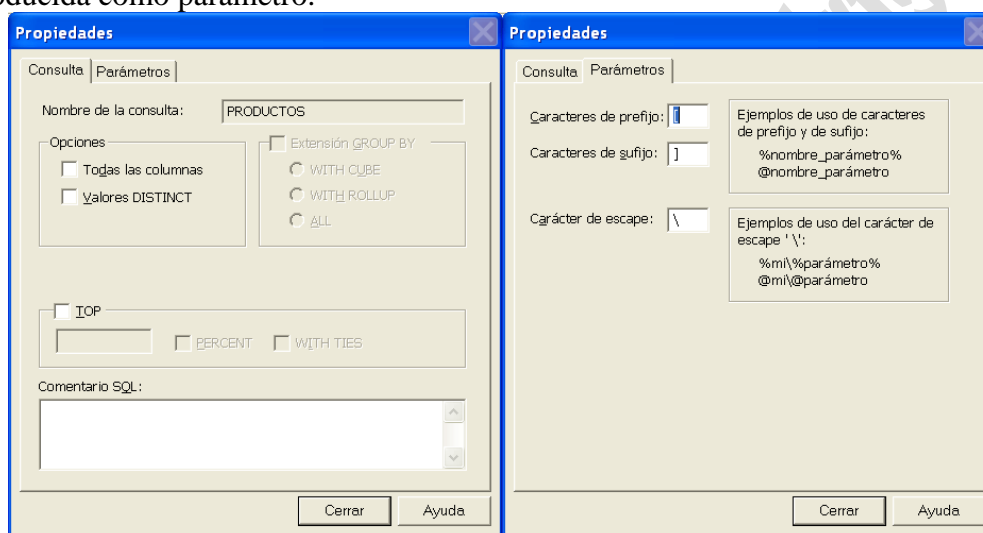 oducida como parámetro.
Propiedades
Consulta Parámetros
Nombre de la consulta: PRODUCTOS
Opciones
Todas las columnas
Valores DISTINCT
Extensión GROUP BY
WITH CUBE
WITH ROLLUP
ALL
TOP
PERCENT WITH TIES
Comentario SQL:
Cerrar Ayuda
Propiedades
Consulta Parámetros
Caracteres de prefijo: [
Caracteres de sufijo: ]
Carácter de escape: \
Ejemplos de uso de caracteres
de prefijo y de sufijo:
%nombre_parámetro%
@nombre_parámetro
Ejemplos de uso del carácter de
escape '\':
%mi\%parámetro%
@mi\@parámetro
Cerrar Ayuda